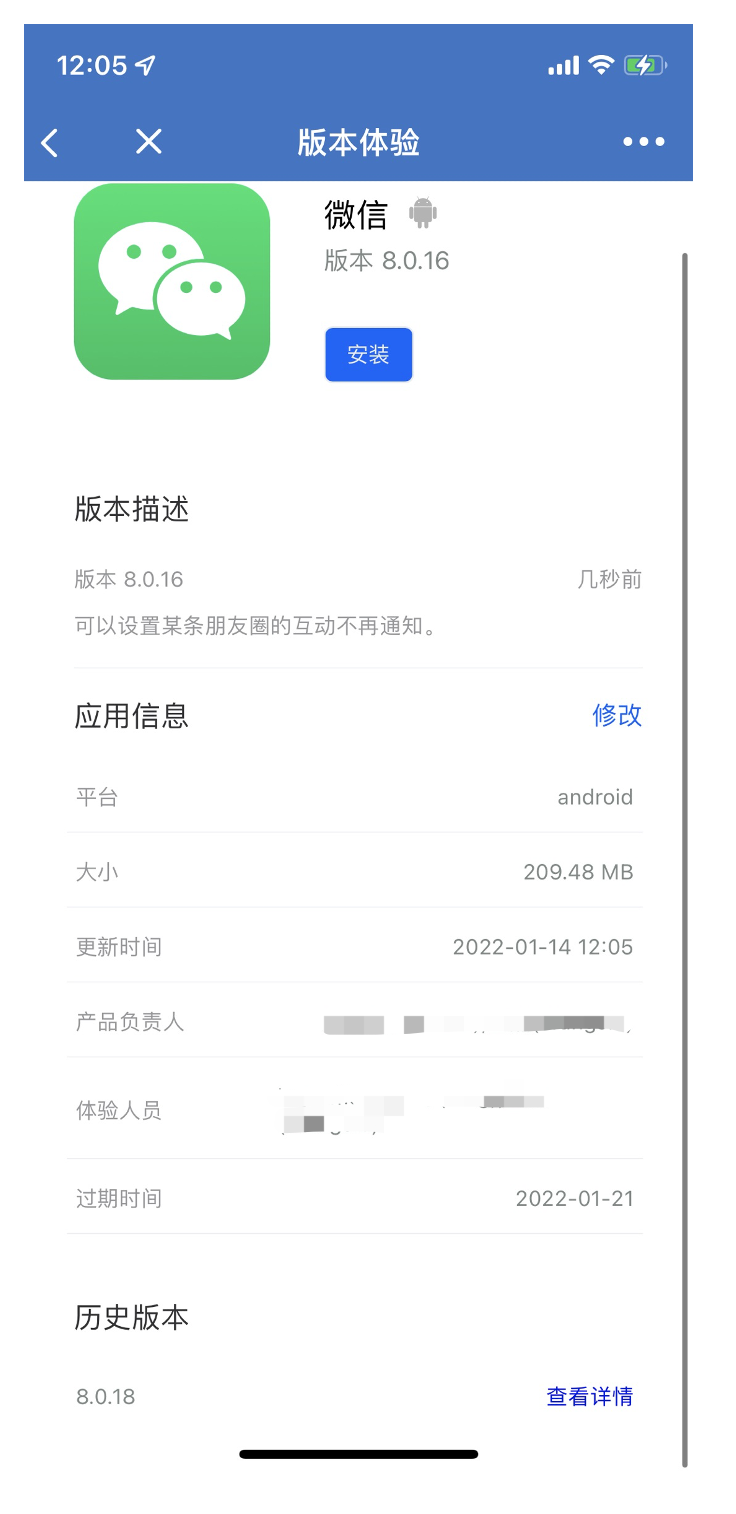 12:05
版本体验
微信
版本 8.0.16
安装
版本描述
版本 8.0.16 几秒前
可以设置某条朋友圈的互动不再通知。
应用信息 修改
平台 android
大小 209.48 MB
更新时间 2022-01-14 12:05
产品负责人
体验人员
过期时间 2022-01-21
历史版本
8.0.18 查看详情